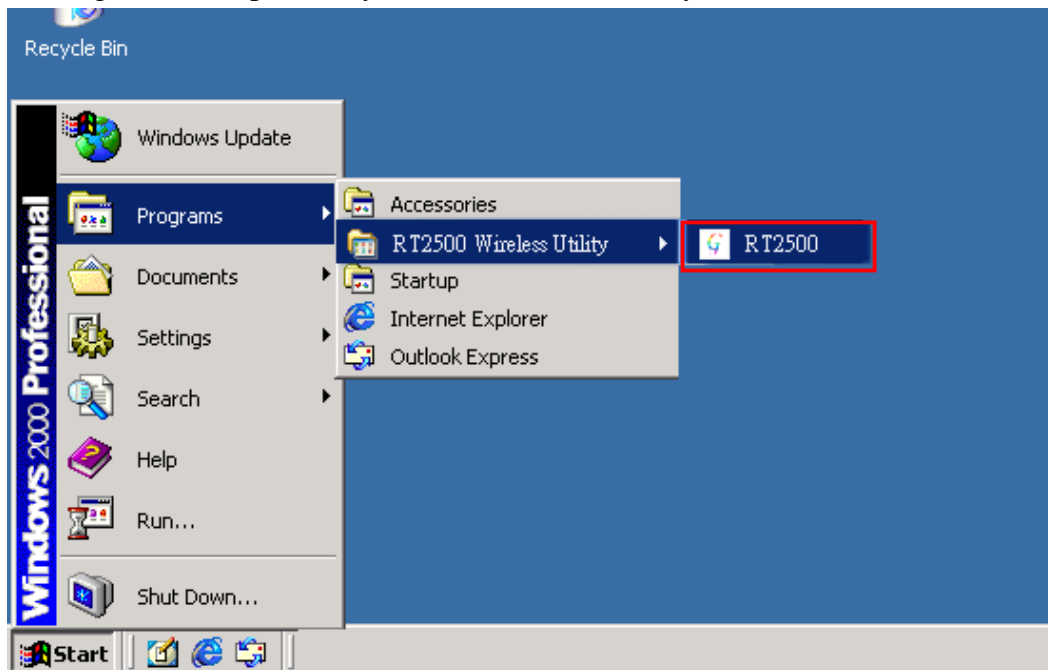 Recycle Bin
Windows 2000 Professional
Windows Update
Programs
Documents
Settings
Search
Help
Run...
Shut Down...
Accessories
RT2500 Wireless Utility
Startup
Internet Explorer
Outlook Express
RT2500
Start